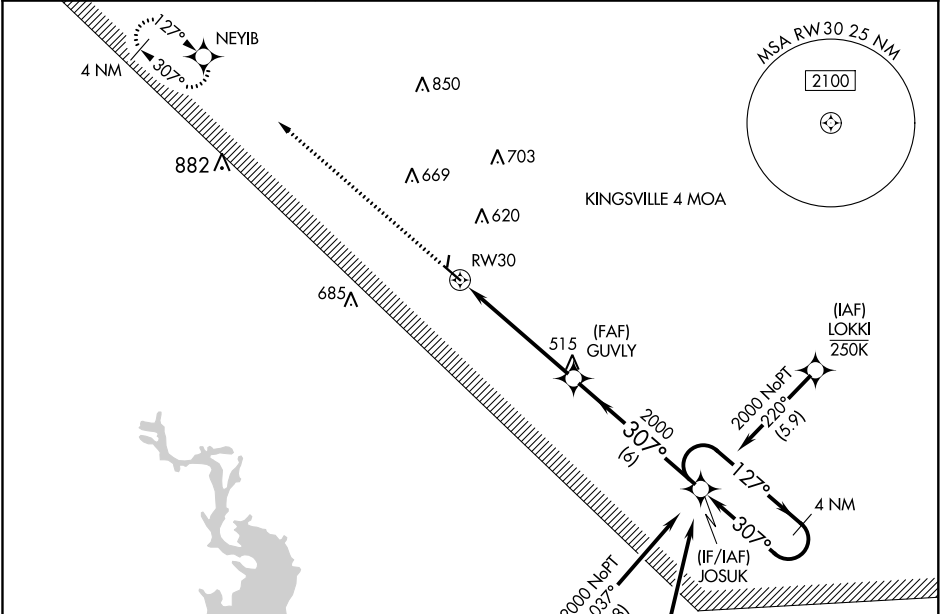 127°
NEYIB
4 NM
307°
MSA RW30 25 NM
2100
850
882
703
669
KINGSVILLE 4 MOA
620
RW30
685
(IAF)
LOKKI
250K
515
(FAF)
GUVLY
2000 NoPT
220°
(5.9)
2000
307°
(6)
127°
4 NM
307°
(IF/IAF)
JOSUK
2000 NoPT
037°